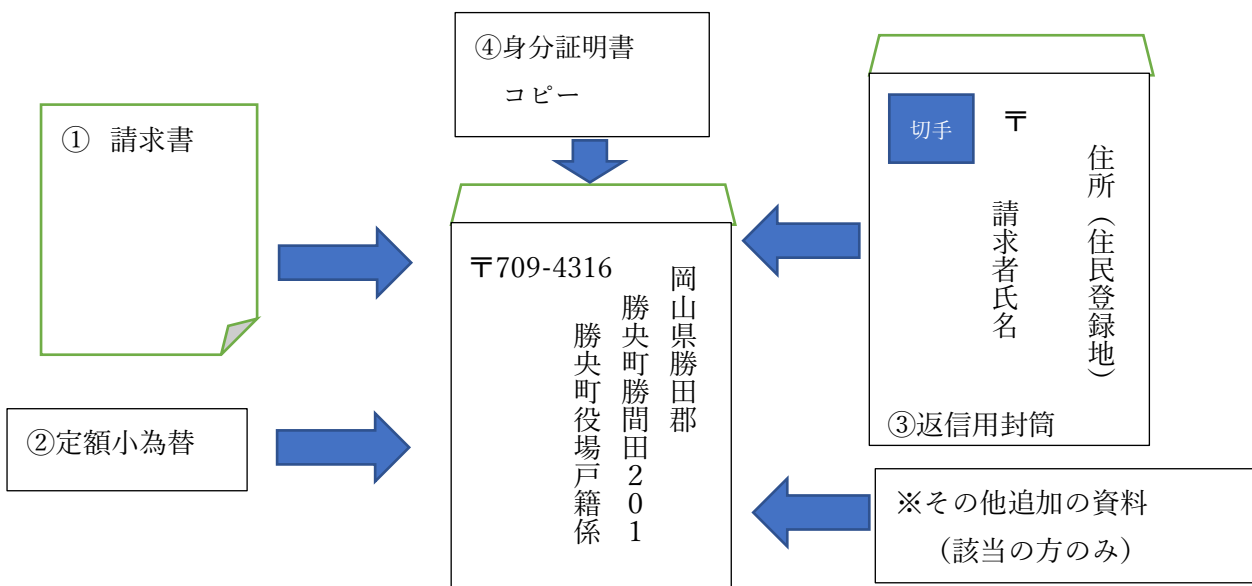 ④身分証明書
コピー
① 請求書
切手
〒
住所（住民登録地）
請求者氏名
③返信用封筒
〒709-4316
岡山県勝田郡
勝央町勝間田２０１
勝央町役場戸籍係
②定額小為替
※その他追加の資料
（該当の方のみ）